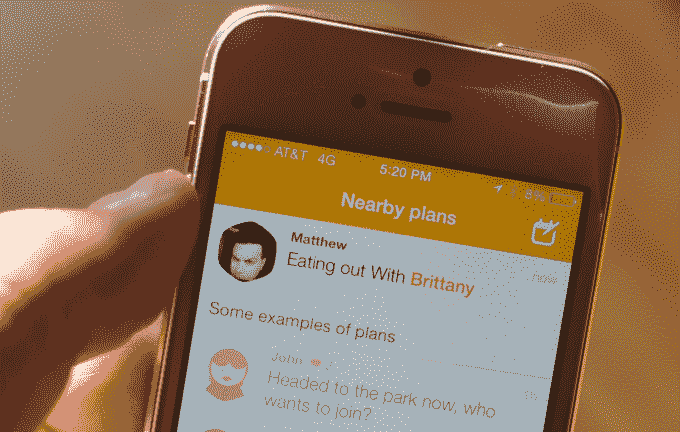 AT&T 4G
5:20 PM
8%
Nearby plans
Matthew
now
Eating out With Brittany
Some examples of plans
John
Headed to the park now, who
wants to join?